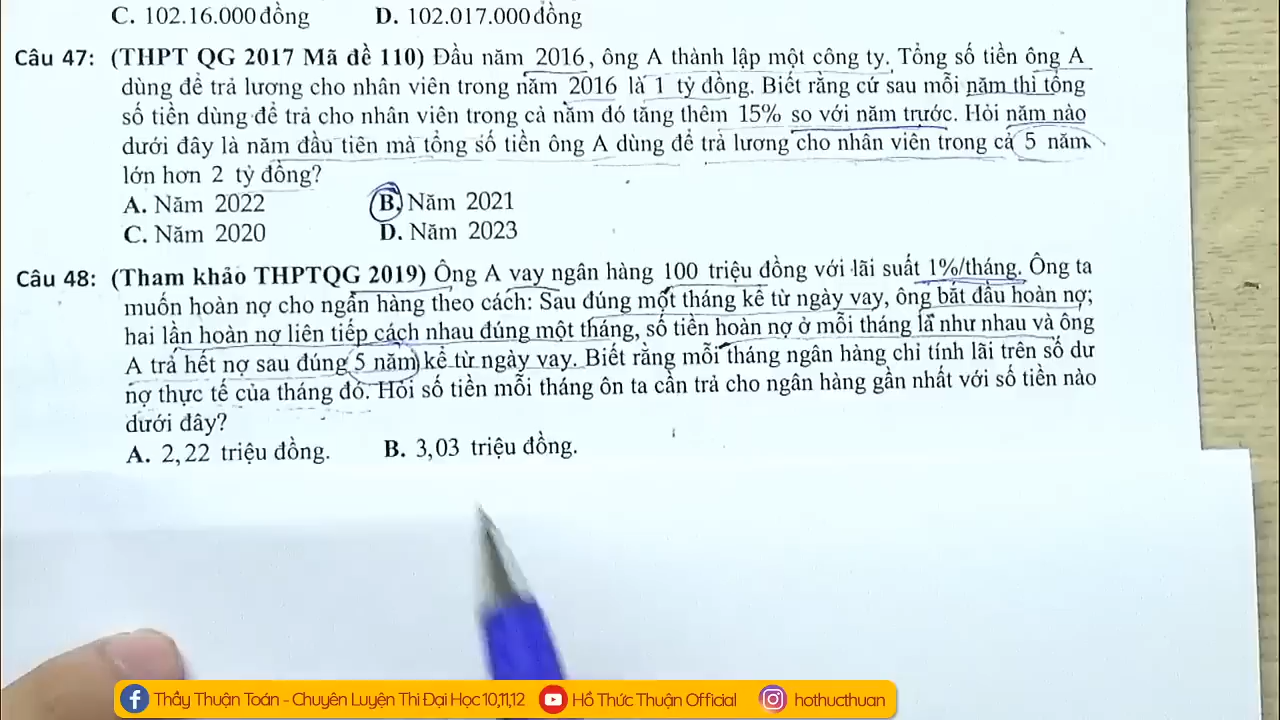 C. 102.16.000 đồng D. 102.017.000 đồng
Câu 47: (THPT QG 2017 Mã đề 110) Đầu năm 2016, ông A thành lập một công ty. Tổng số tiền ông A
dùng để trả lương cho nhân viên trong năm 2016 là 1 tỷ đồng. Biết rằng cứ sau mỗi năm thì tổng
số tiền dùng để trả cho nhân viên trong cả năm đó tăng thêm 15% so với năm trước. Hỏi năm nào
dưới đây là năm đầu tiên mà tổng số tiền ông A dùng để trả lương cho nhân viên trong cả 5 năm
lớn hơn 2 tỷ đồng?
A. Năm 2022 B. Năm 2021
C. Năm 2020 D. Năm 2023
Câu 48: (Tham khảo THPTQG 2019) Ông A vay ngân hàng 100 triệu đồng với lãi suất 1%/tháng. Ông ta
muốn hoàn nợ cho ngân hàng theo cách: Sau đúng một tháng kể từ ngày vay, ông bắt đầu hoàn nợ;
hai lần hoàn nợ liên tiếp cách nhau đúng một tháng, số tiền hoàn nợ ở mỗi tháng là như nhau và ông
A trả hết nợ sau đúng 5 năm kể từ ngày vay. Biết rằng mỗi tháng ngân hàng chỉ tính lãi trên số dư
nợ thực tế của tháng đó. Hỏi số tiền mỗi tháng ôn ta cần trả cho ngân hàng gần nhất với số tiền nào
dưới đây?
A. 2,22 triệu đồng. B. 3,03 triệu đồng.
Thầy Thuận Toán - Chuyên Luyện Thi Đại Học 10,11,12 Hồ Thức Thuận Official hothucthuan